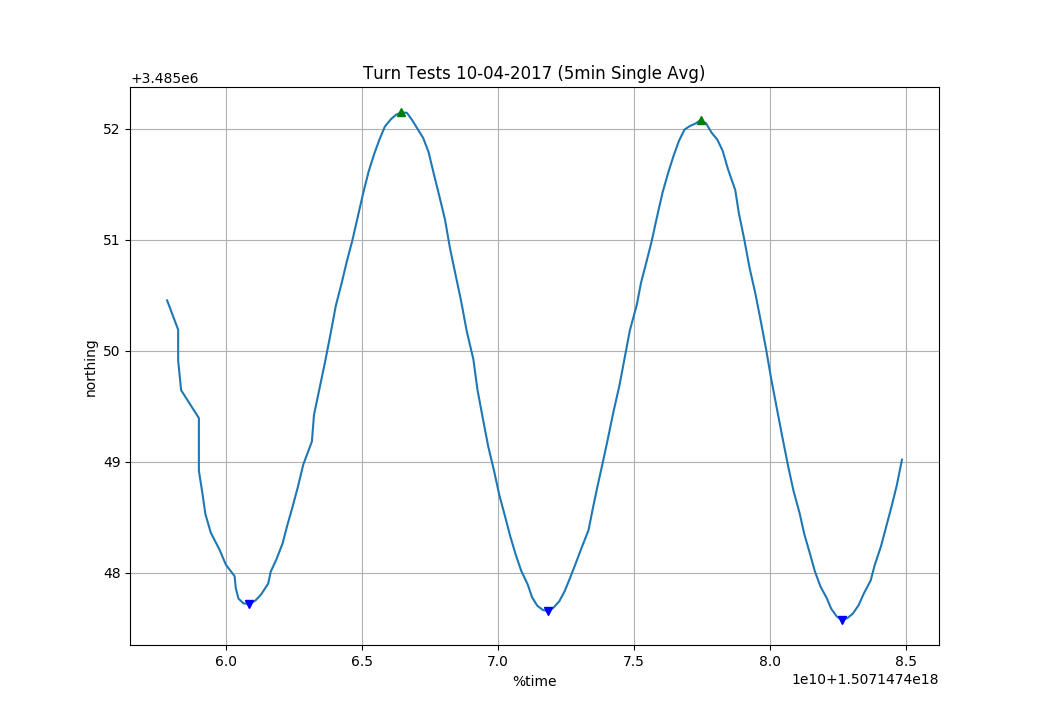 Turn Tests 10-04-2017 (5min Single Avg)
+3.485e6
52
51
50
49
48
northing
6.0 6.5 7.0 7.5 8.0 8.5
%time
1e10+1.5071474e18